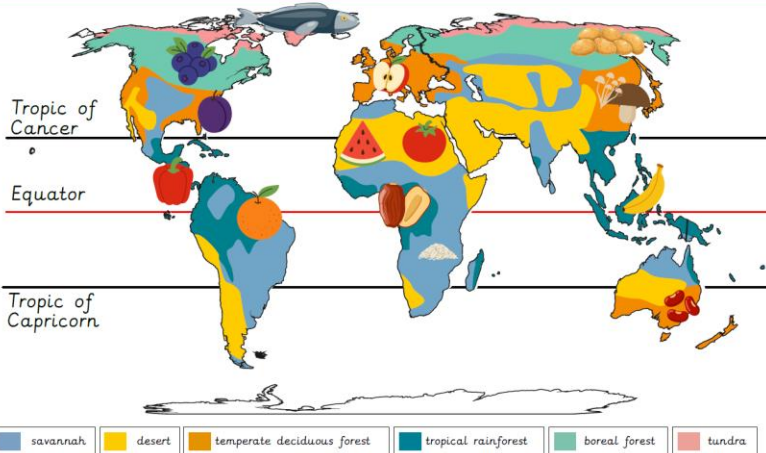 Tropic of
Cancer
Equator
Tropic of
Capricorn
savannah
desert
temperate deciduous forest
tropical rainforest
boreal forest
tundra